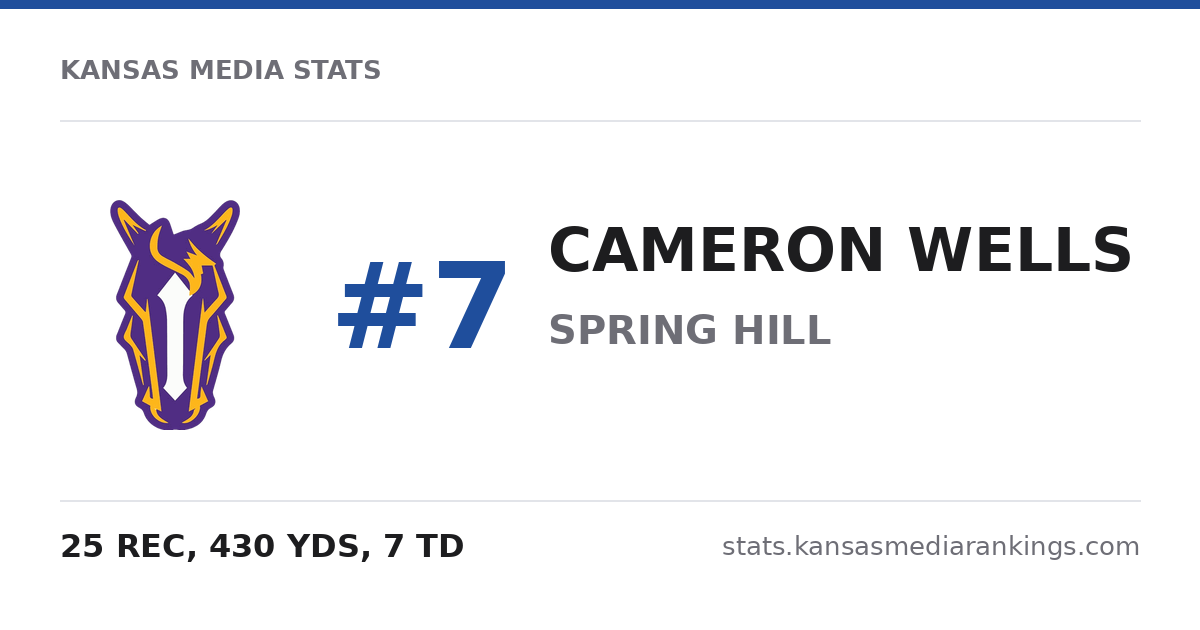 KANSAS MEDIA STATS
#7
CAMERON WELLS
SPRING HILL
25 REC, 430 YDS, 7 TD
stats.kansasmediarankings.com